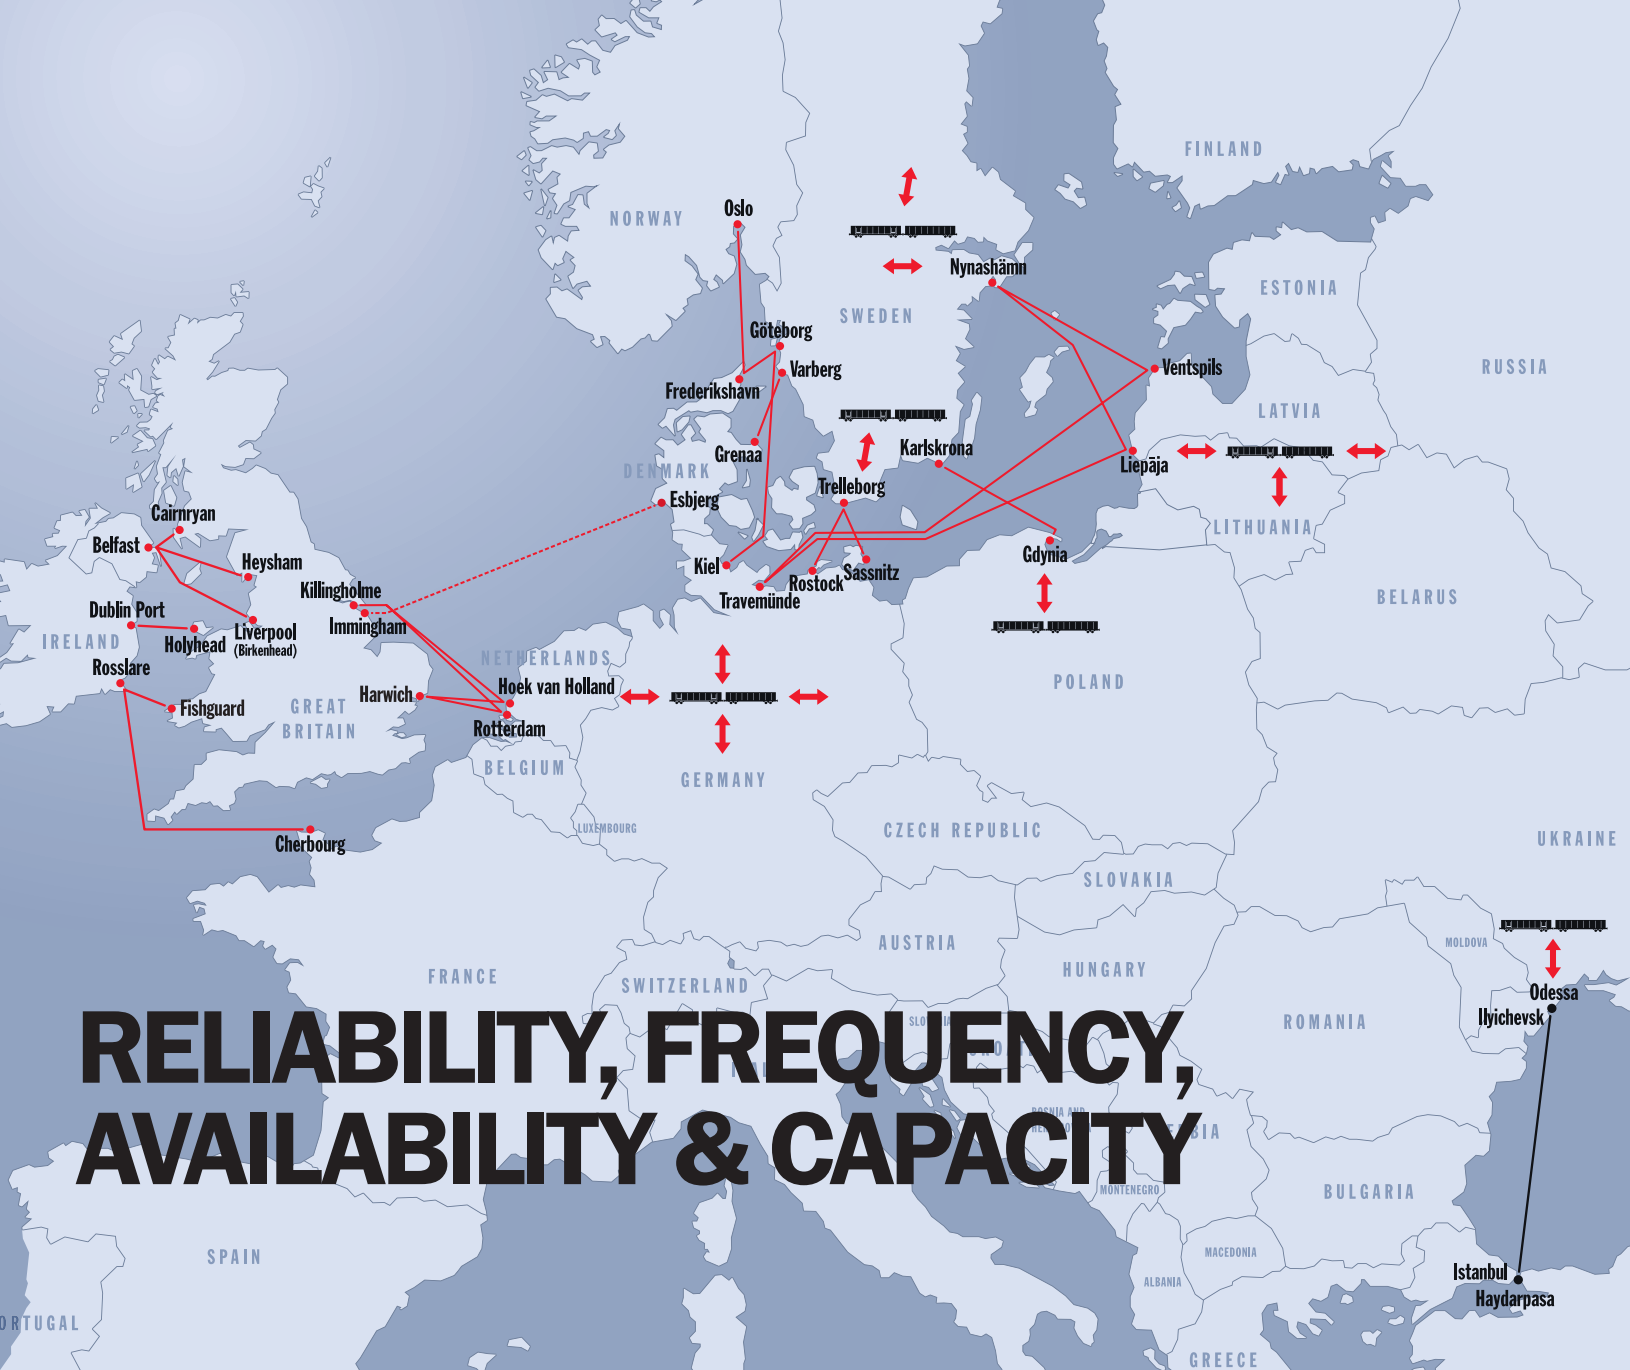 FINLAND
NORWAY
Oslo
Nynashämn
ESTONIA
SWEDEN
Göteborg
Varberg
Ventspils
RUSSIA
Frederikshavn
LATVIA
Grenaa
Karlskrona
DENMARK
Liepāja
Trelleborg
Esbjerg
LITHUANIA
Cairnryan
Belfast
Heysham
Kiel
Gdynia
Sassnitz
Rostock
Travemünde
Killingholme
BELARUS
Dublin Port
Immingham
IRELAND
Holyhead
Liverpool
(Birkenhead)
Rosslare
NETHERLANDS
Hoek van Holland
POLAND
Harwich
Fishguard
GREAT
BRITAIN
Rotterdam
BELGIUM
GERMANY
LUXEMBOURG
CZECH REPUBLIC
UKRAINE
Cherbourg
SLOVAKIA
AUSTRIA
MOLDOVA
FRANCE
HUNGARY
SWITZERLAND
Odessa
Ilyichevsk
ROMANIA
RELIABILITY, FREQUENCY,
AVAILABILITY & CAPACITY
MONTENEGRO
BULGARIA
SPAIN
MACEDONIA
ALBANIA
Istanbul
Haydarpasa
ORTUGAL
GREECE